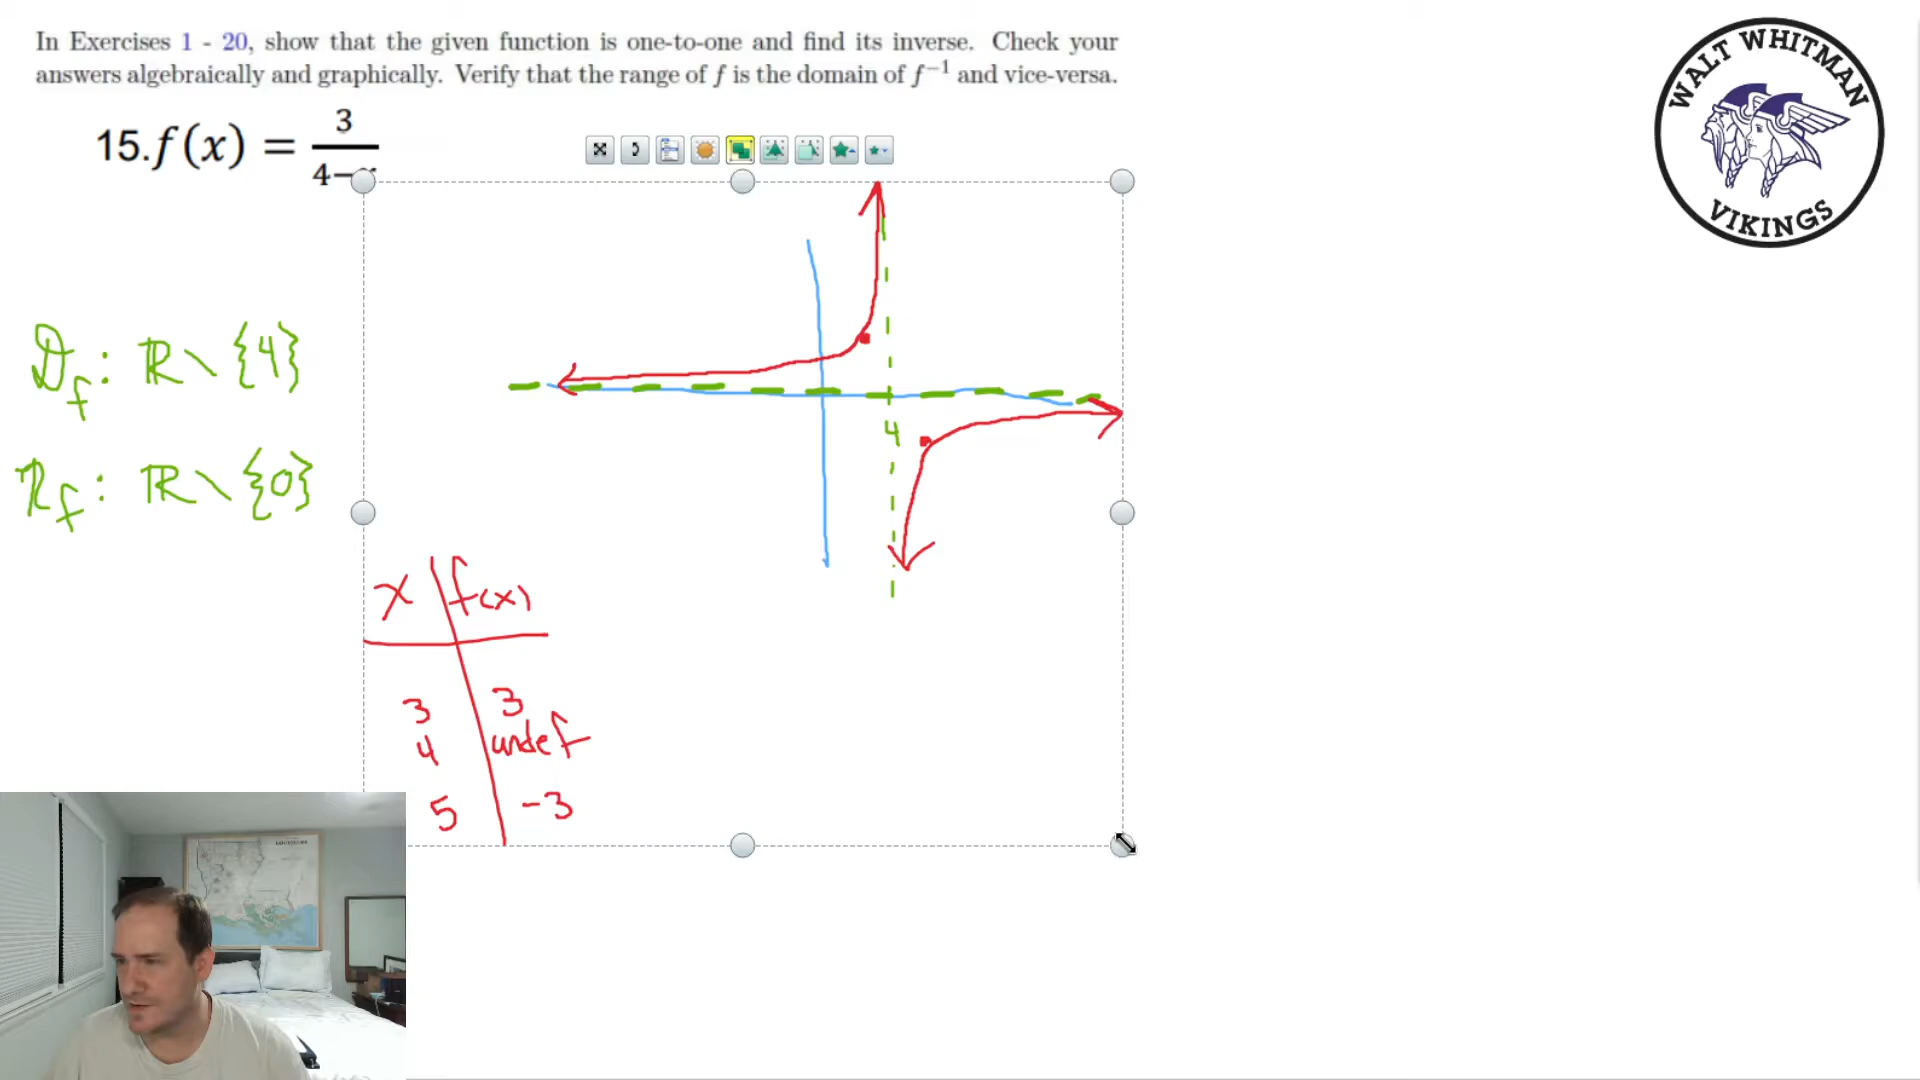 In Exercises 1 - 20, show that the given function is one-to-one and find its inverse. Check your
answers algebraically and graphically. Verify that the range of f is the domain of f⁻¹ and vice-versa.
15. f(x) = 3
4−
WALT WHITMAN
VIKINGS
D_f: ℝ∖{4}
R_f: ℝ∖{0}
4
x f(x)
3 3
4 undef
5 -3